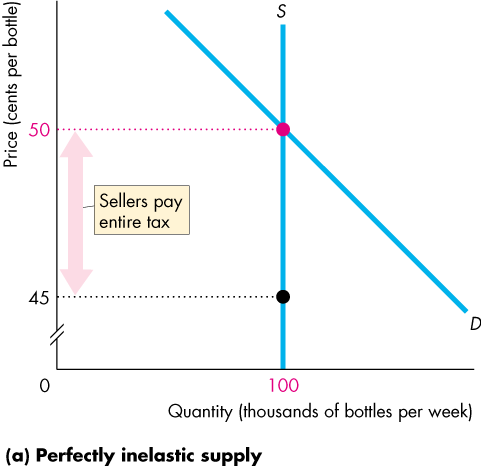 Price (cents per bottle)
S
50
Sellers pay
entire tax
45
D
0
100
Quantity (thousands of bottles per week)
(a) Perfectly inelastic supply